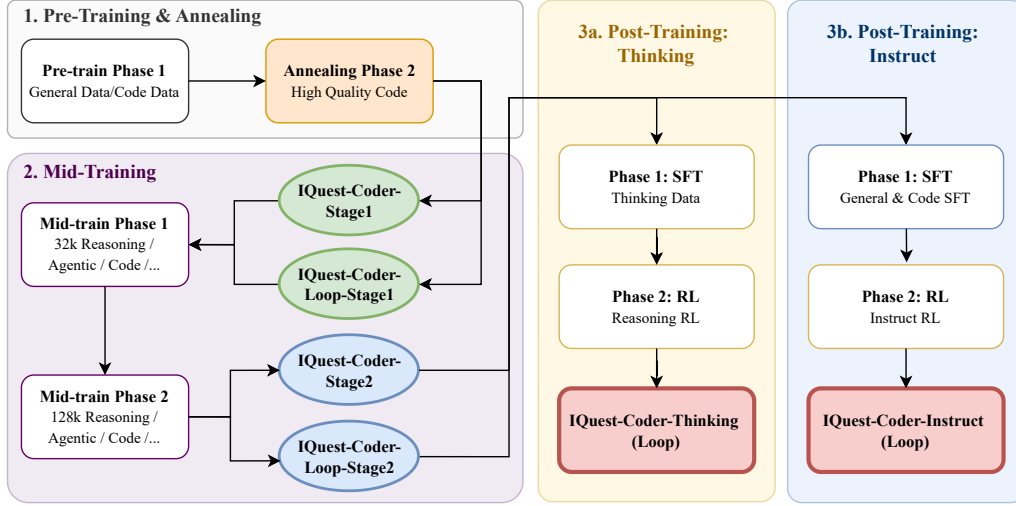 1. Pre-Training & Annealing
Pre-train Phase 1
General Data/Code Data
Annealing Phase 2
High Quality Code
2. Mid-Training
IQuest-Coder-
Stage1
Mid-train Phase 1
32k Reasoning /
Agentic / Code /...
IQuest-Coder-
Loop-Stage1
IQuest-Coder-
Stage2
Mid-train Phase 2
128k Reasoning /
Agentic / Code /...
IQuest-Coder-
Loop-Stage2
3a. Post-Training:
Thinking
Phase 1: SFT
Thinking Data
Phase 2: RL
Reasoning RL
IQuest-Coder-Thinking
(Loop)
3b. Post-Training:
Instruct
Phase 1: SFT
General & Code SFT
Phase 2: RL
Instruct RL
IQuest-Coder-Instruct
(Loop)